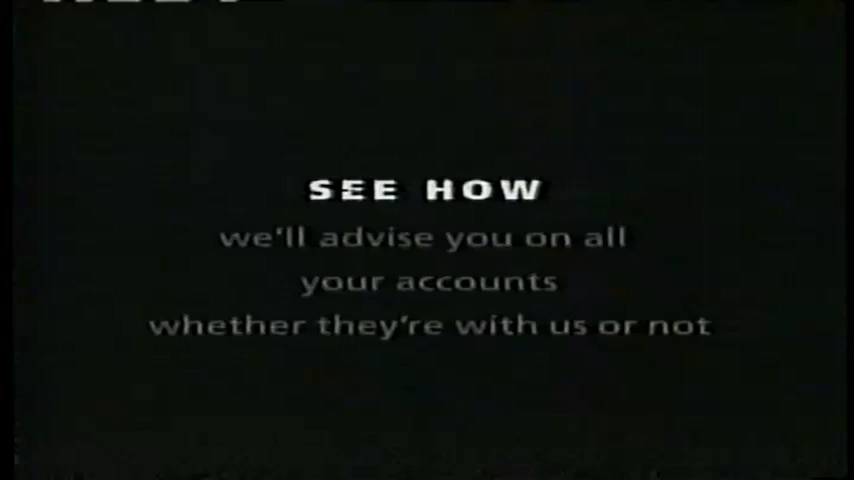 SEE HOW
we'll advise you on all
your accounts
whether they're with us or not